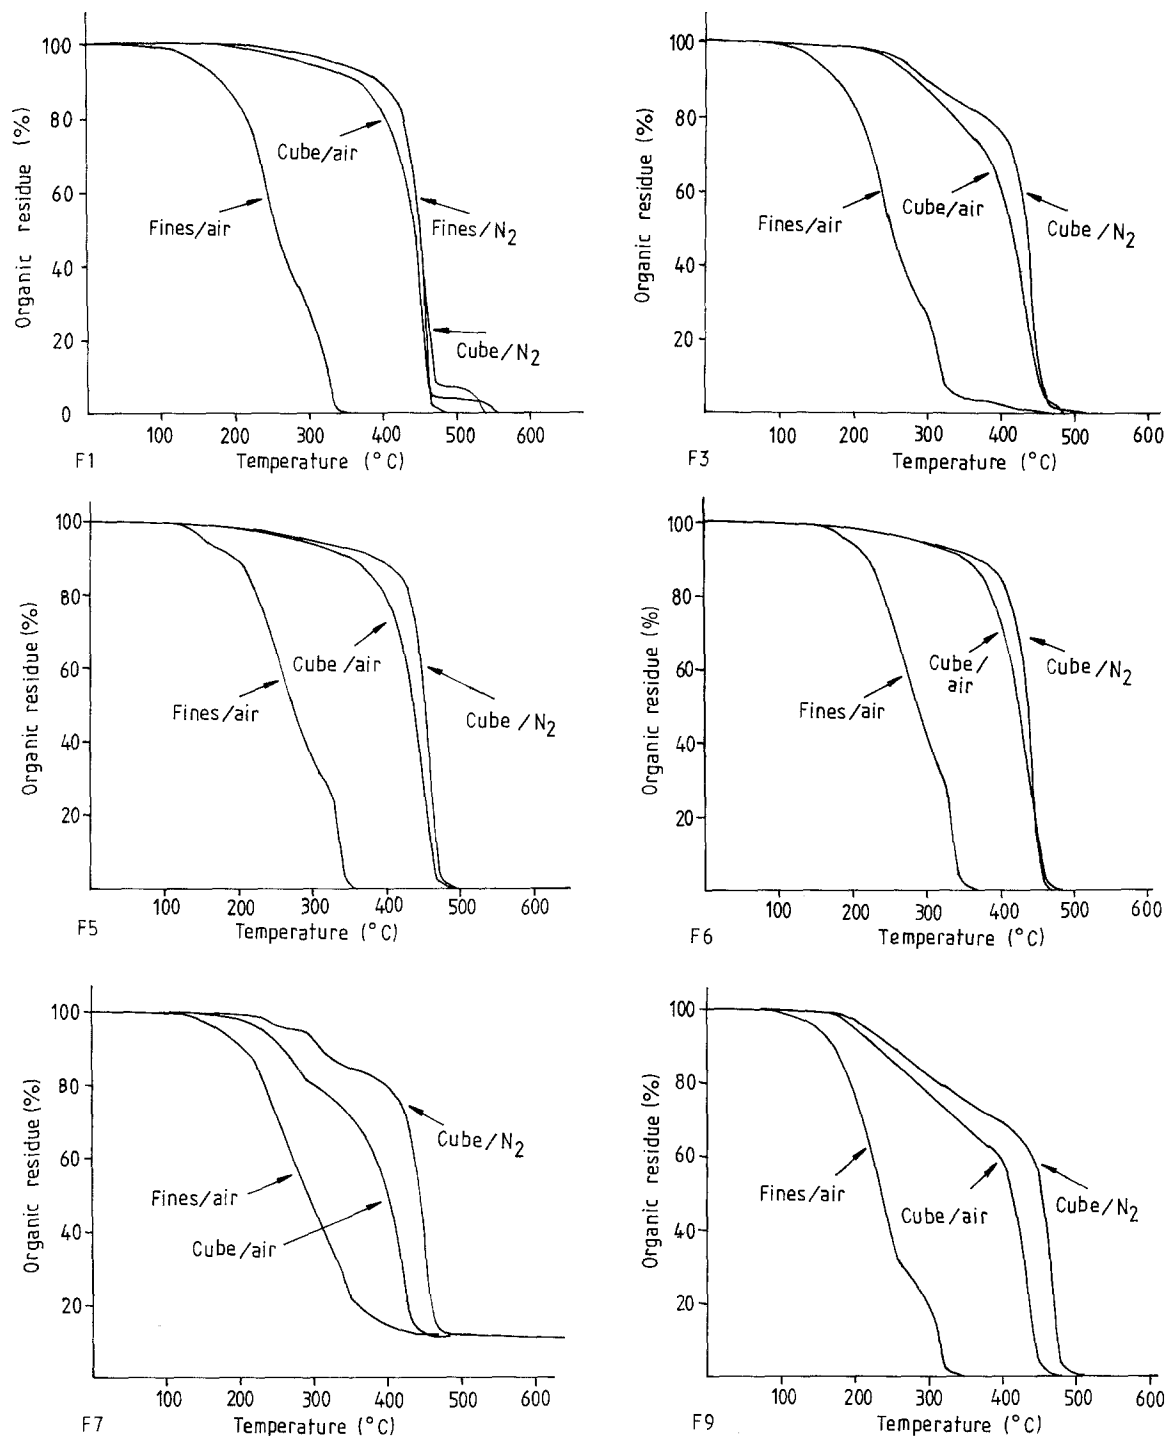 100
80
60
40
20
0
Organic residue (%)
Cube/air
Fines/air
Fines/N2
Cube/N2
100 200 300 400 500 600
F1 Temperature (°C)
100
80
60
40
20
Organic residue (%)
Fines/air
Cube/air
Cube/N2
100 200 300 400 500 600
F3 Temperature (°C)
100
80
60
40
20
Organic residue (%)
Cube/air
Fines/air
Cube/N2
100 200 300 400 500 600
F5 Temperature (°C)
100
80
60
40
20
Organic residue (%)
Cube/
air
Cube/N2
Fines/air
100 200 300 400 500 600
F6 Temperature (°C)
100
80
60
40
20
Organic residue (%)
Cube/N2
Fines/air
Cube/air
100 200 300 400 500 600
F7 Temperature (°C)
100
80
60
40
20
Organic residue (%)
Fines/air
Cube/air
Cube/N2
100 200 300 400 500 600
F9 Temperature (°C)